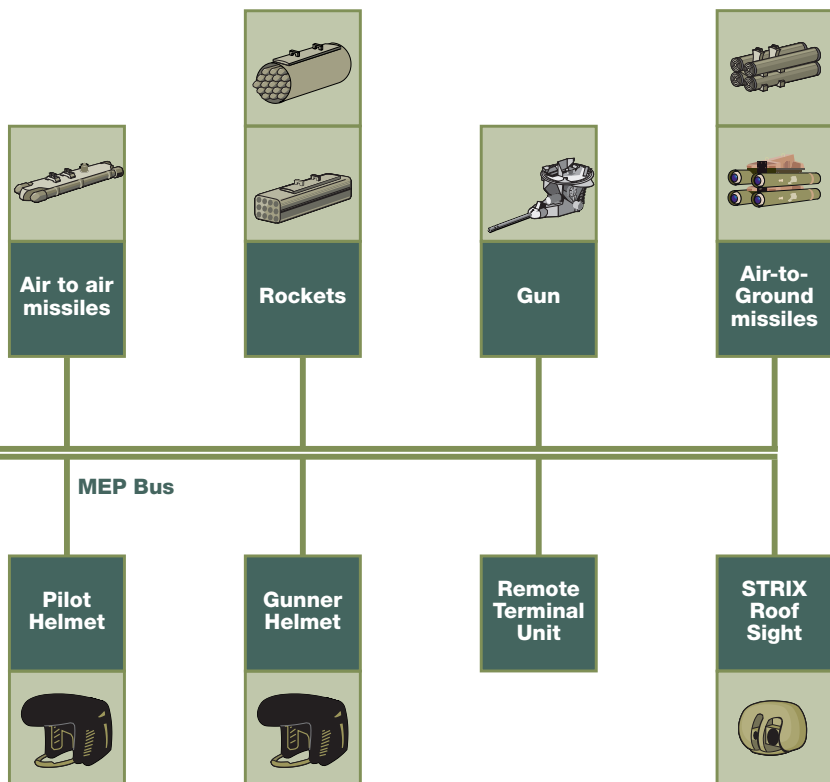 Air to air
missiles
Rockets
Gun
Air-to-
Ground
missiles
MEP Bus
Pilot
Helmet
Gunner
Helmet
Remote
Terminal
Unit
STRIX
Roof
Sight